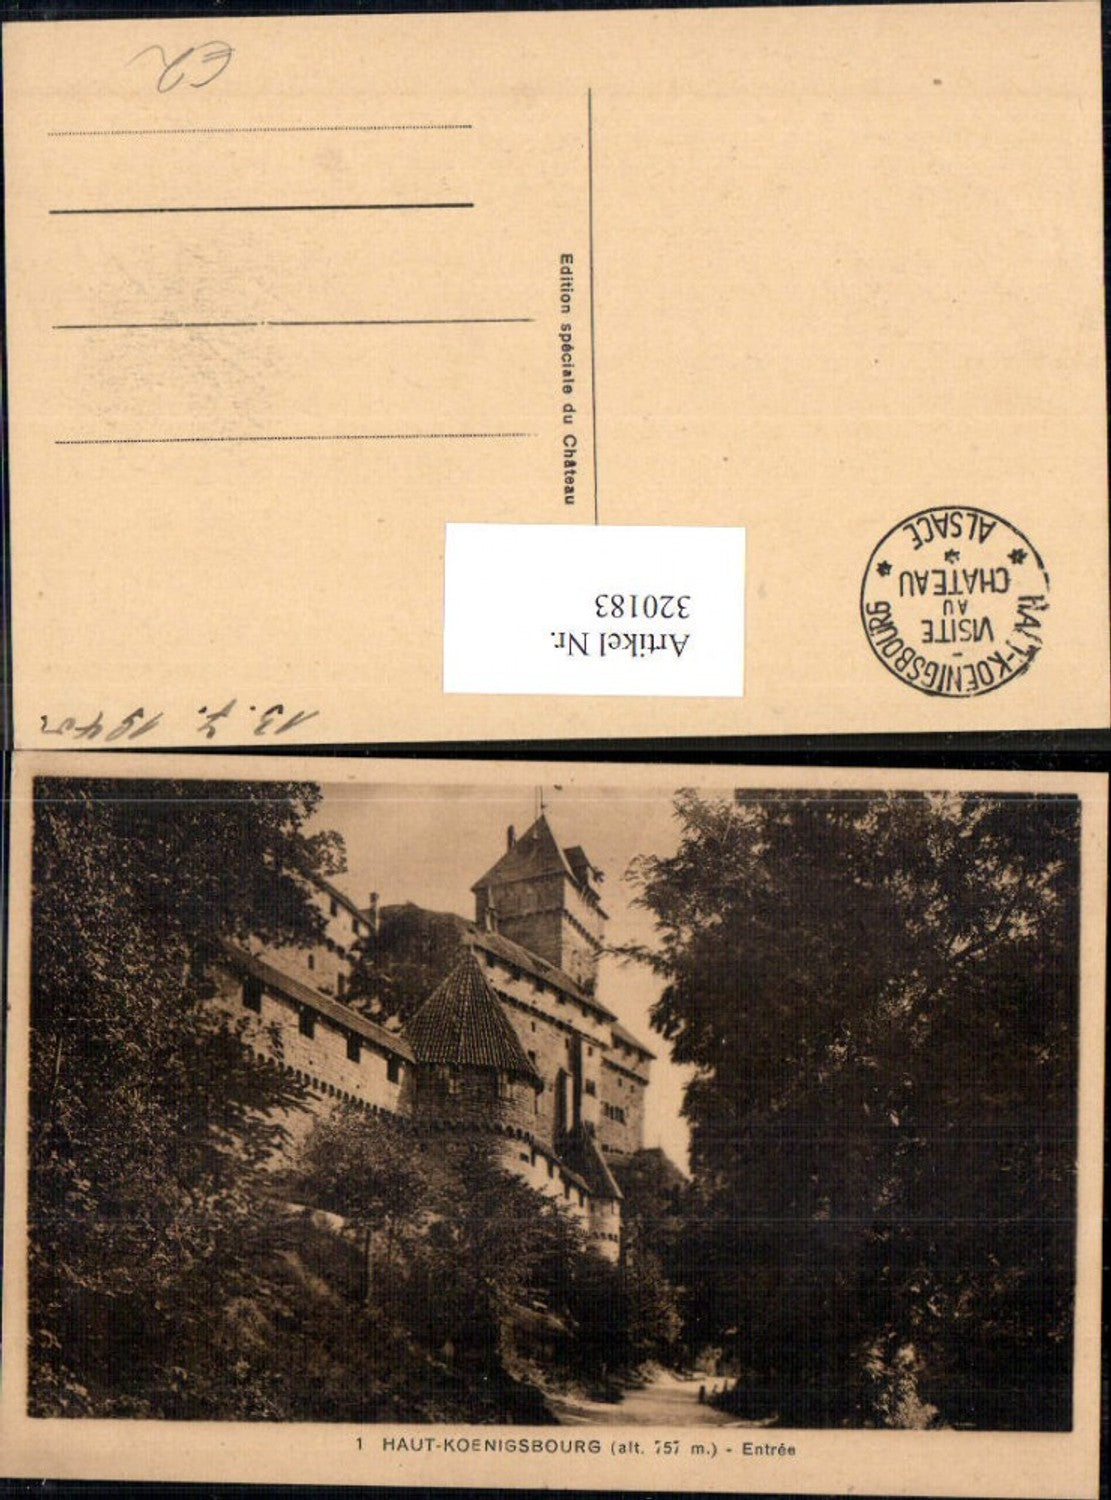 Edition spéciale du Château
HAUT-KOENIGSBOURG
VISITE
AU
CHATEAU
ALSACE
Artikel Nr.
320183
1 HAUT-KOENIGSBOURG (alt. 757 m.) - Entrée